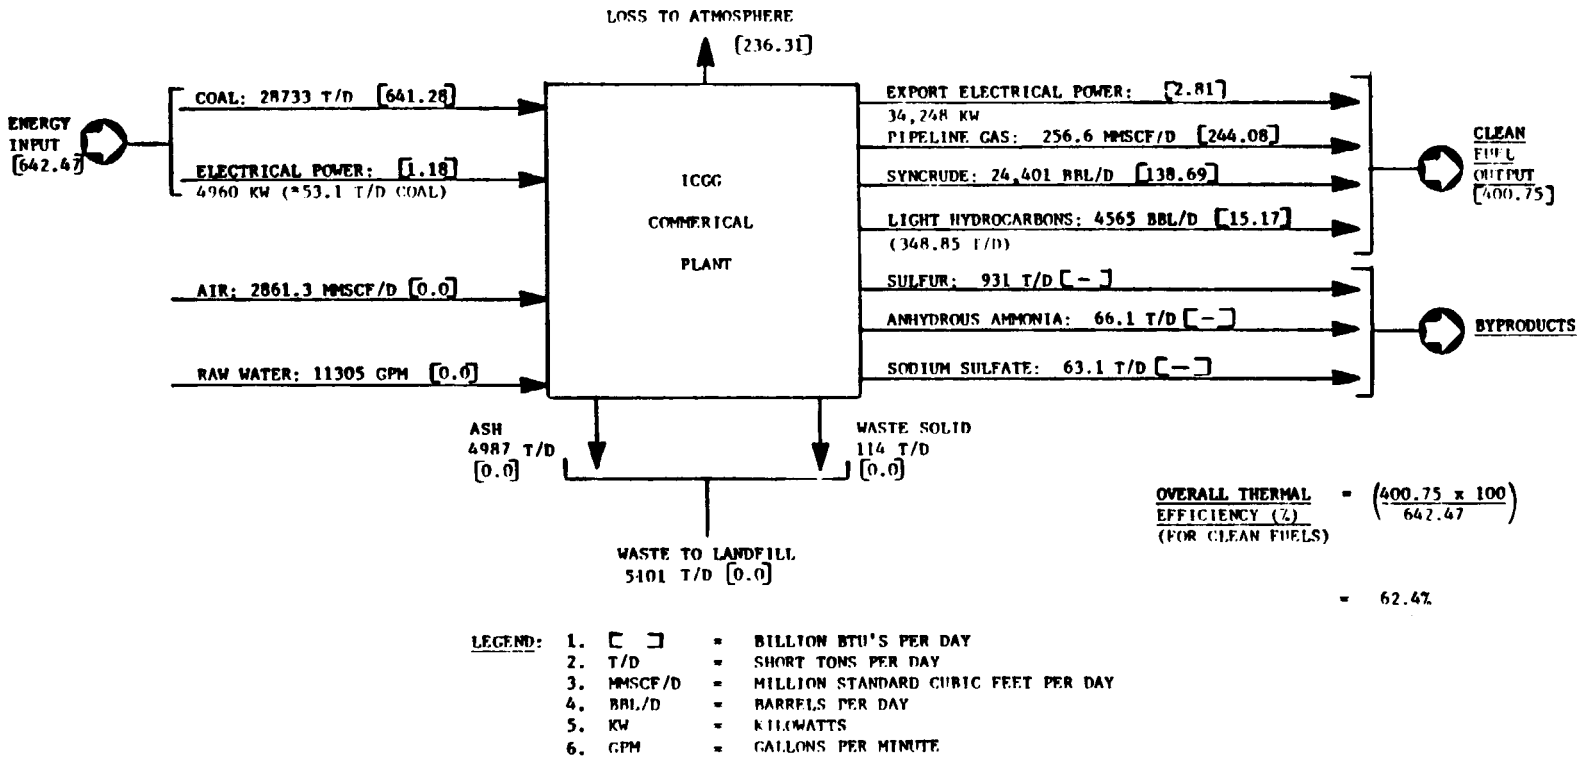 LOSS TO ATMOSPHERE
[236.31]
ENERGY
INPUT
[642.47]
COAL: 28733 T/D [641.28]
ELECTRICAL POWER: [1.18]
4960 KW (*53.1 T/D COAL)
AIR: 2861.3 MMSCF/D [0.0]
RAW WATER: 11305 GPM [0.0]
ICGG
COMMERICAL
PLANT
EXPORT ELECTRICAL POWER: [2.81]
34,248 KW
PIPELINE GAS: 256.6 MMSCF/D [244.08]
SYNCRUDE: 24,401 BBL/D [138.69]
LIGHT HYDROCARBONS: 4565 BBL/D [15.17]
(348.85 T/D)
SULFUR: 931 T/D [-]
ANHYDROUS AMMONIA: 66.1 T/D [-]
SODIUM SULFATE: 63.1 T/D [-]
CLEAN
FUEL
OUTPUT
[400.75]
BYPRODUCTS
ASH
4987 T/D
[0.0]
WASTE SOLID
114 T/D
[0.0]
WASTE TO LANDFILL
5101 T/D [0.0]
OVERALL THERMAL
EFFICIENCY (%)
(FOR CLEAN FUELS)
= (400.75 x 100
642.47)
= 62.4%
LEGEND: 1. [ ] = BILLION BTU'S PER DAY
2. T/D = SHORT TONS PER DAY
3. MMSCF/D = MILLION STANDARD CUBIC FEET PER DAY
4. BBL/D = BARRELS PER DAY
5. KW = KILOWATTS
6. GPM = GALLONS PER MINUTE